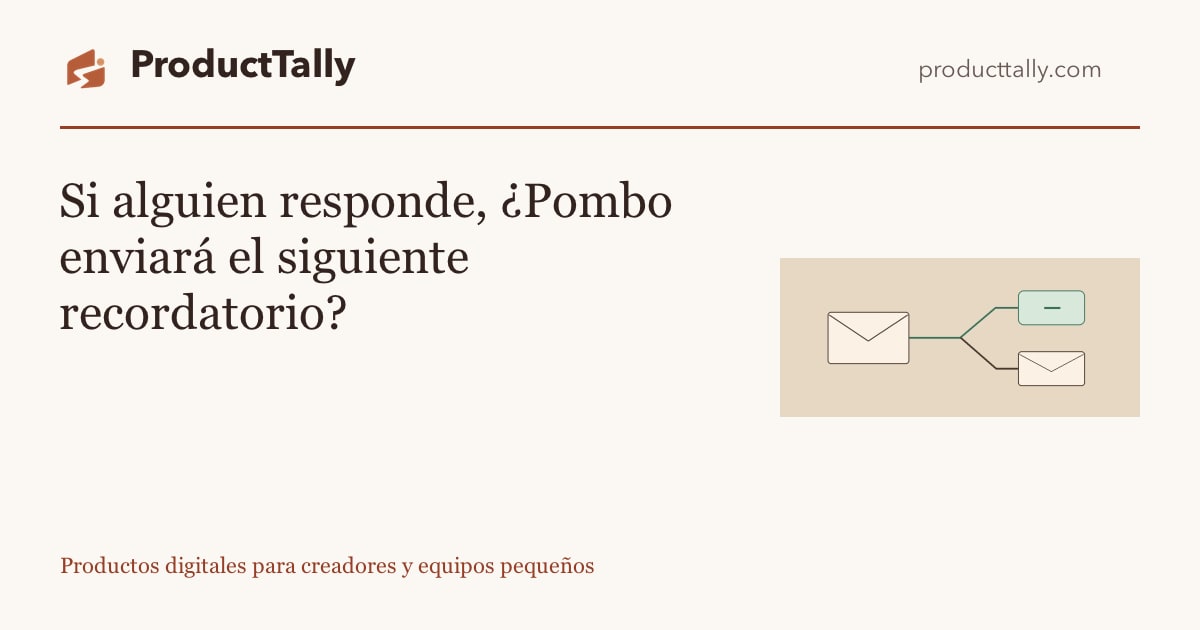 ProductTally
producttally.com
Si alguien responde, ¿Pombo
enviará el siguiente
recordatorio?
Productos digitales para creadores y equipos pequeños